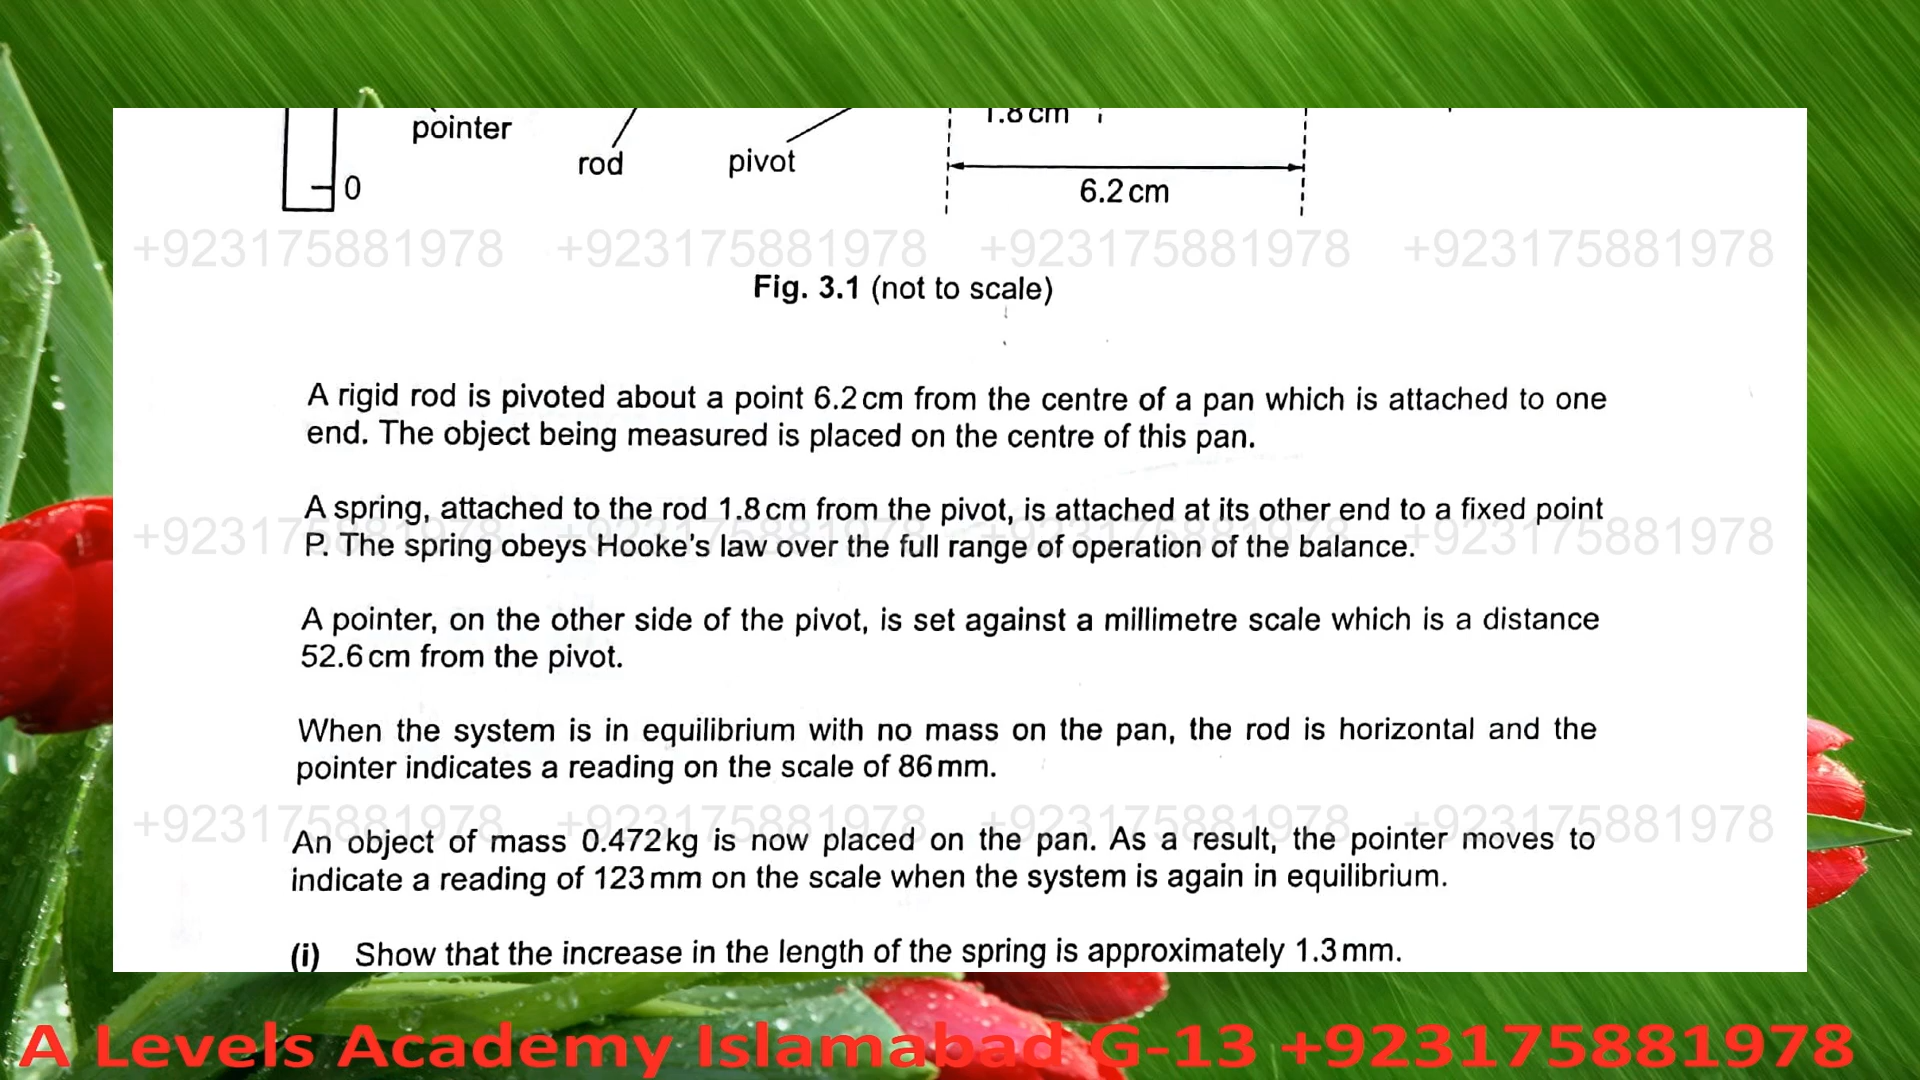 1.8 cm
pointer
rod
pivot
0
6.2 cm
+923175881978 +923175881978 +923175881978 +923175881978
Fig. 3.1 (not to scale)
A rigid rod is pivoted about a point 6.2 cm from the centre of a pan which is attached to one
end. The object being measured is placed on the centre of this pan.
A spring, attached to the rod 1.8 cm from the pivot, is attached at its other end to a fixed point
+923175881978 +923175881978 +923175881978 +923175881978
P. The spring obeys Hooke's law over the full range of operation of the balance.
A pointer, on the other side of the pivot, is set against a millimetre scale which is a distance
52.6 cm from the pivot.
When the system is in equilibrium with no mass on the pan, the rod is horizontal and the
pointer indicates a reading on the scale of 86 mm.
+923175881978 +923175881978 +923175881978 +923175881978
An object of mass 0.472 kg is now placed on the pan. As a result, the pointer moves to
indicate a reading of 123 mm on the scale when the system is again in equilibrium.
(i) Show that the increase in the length of the spring is approximately 1.3 mm.
A Levels Academy Islamabad G-13 +923175881978